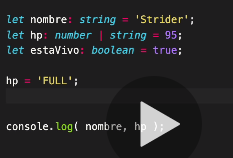 let nombre: string = 'Strider';
let hp: number | string = 95;
let estaVivo: boolean = true;
hp = 'FULL';
console.log( nombre, hp );